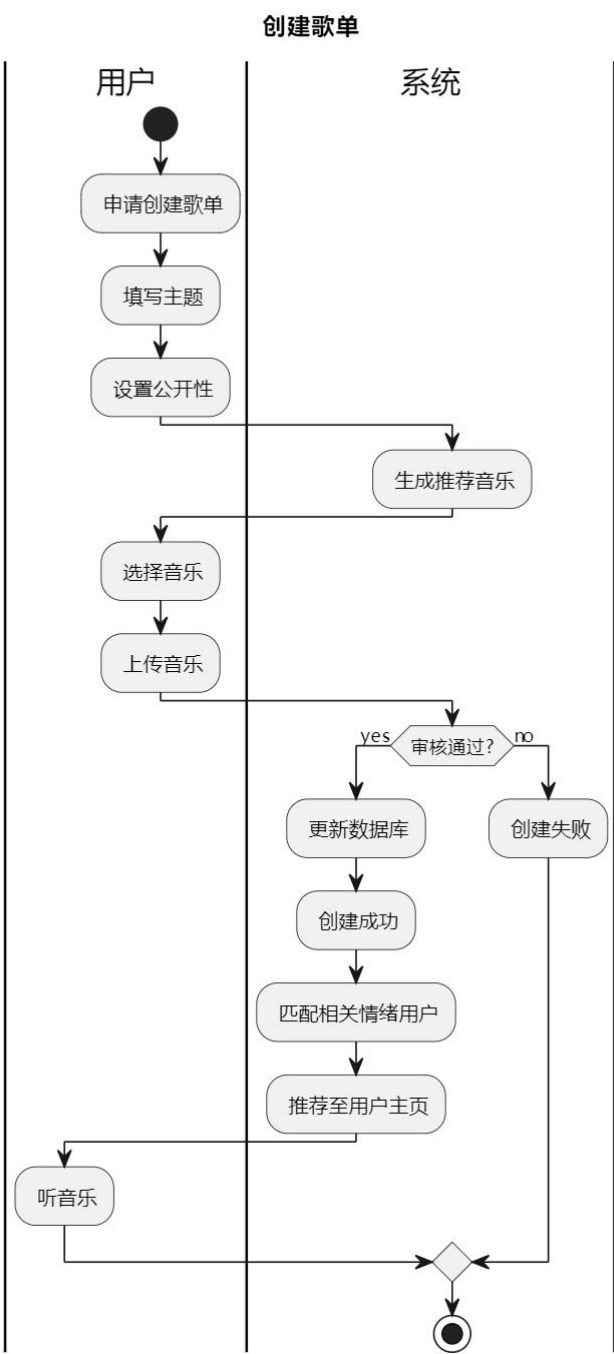 创建歌单
用户
系统
申请创建歌单
填写主题
设置公开性
生成推荐音乐
选择音乐
上传音乐
审核通过?
yes
no
更新数据库
创建失败
创建成功
匹配相关情绪用户
推荐至用户主页
听音乐